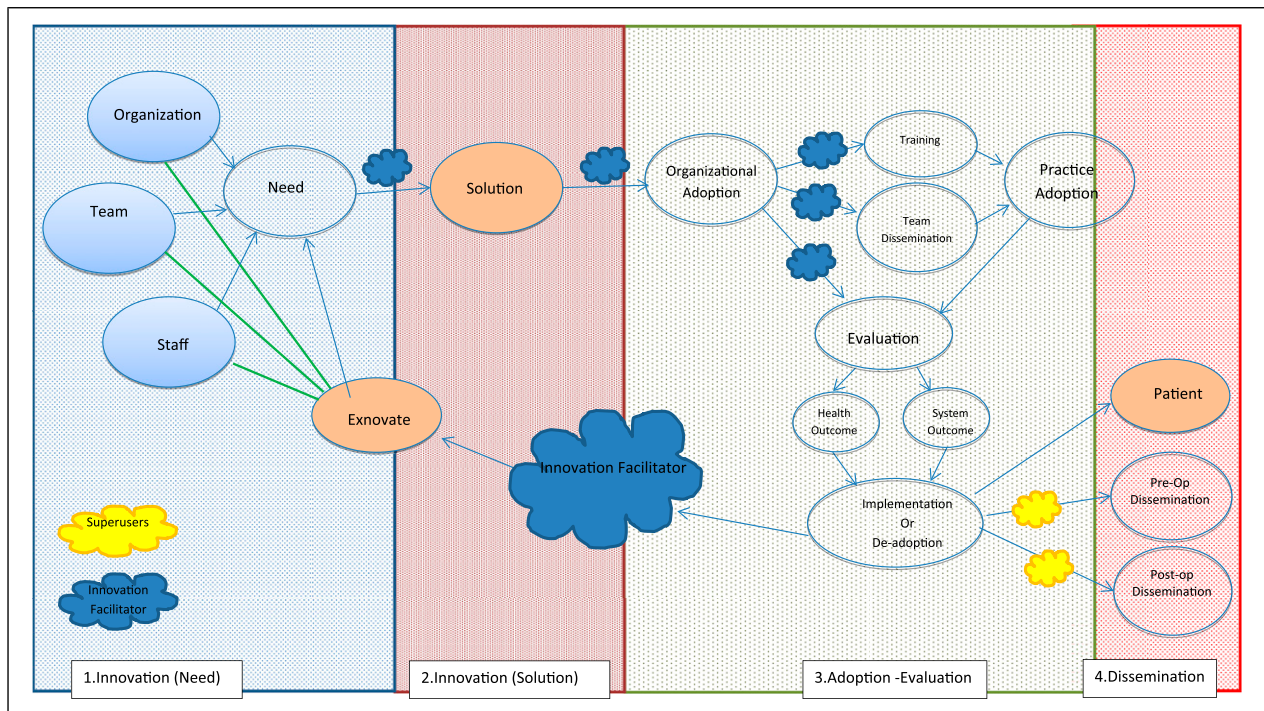 Organization
Need
Team
Staff
Exnovate
Superusers
Innovation
Facilitator
1.Innovation (Need)
Solution
Innovation Facilitator
2.Innovation (Solution)
Organizational
Adoption
Training
Team
Dissemination
Practice
Adoption
Evaluation
Health
Outcome
System
Outcome
Implementation
Or
De-adoption
3.Adoption -Evaluation
Patient
Pre-Op
Dissemination
Post-op
Dissemination
4.Dissemination